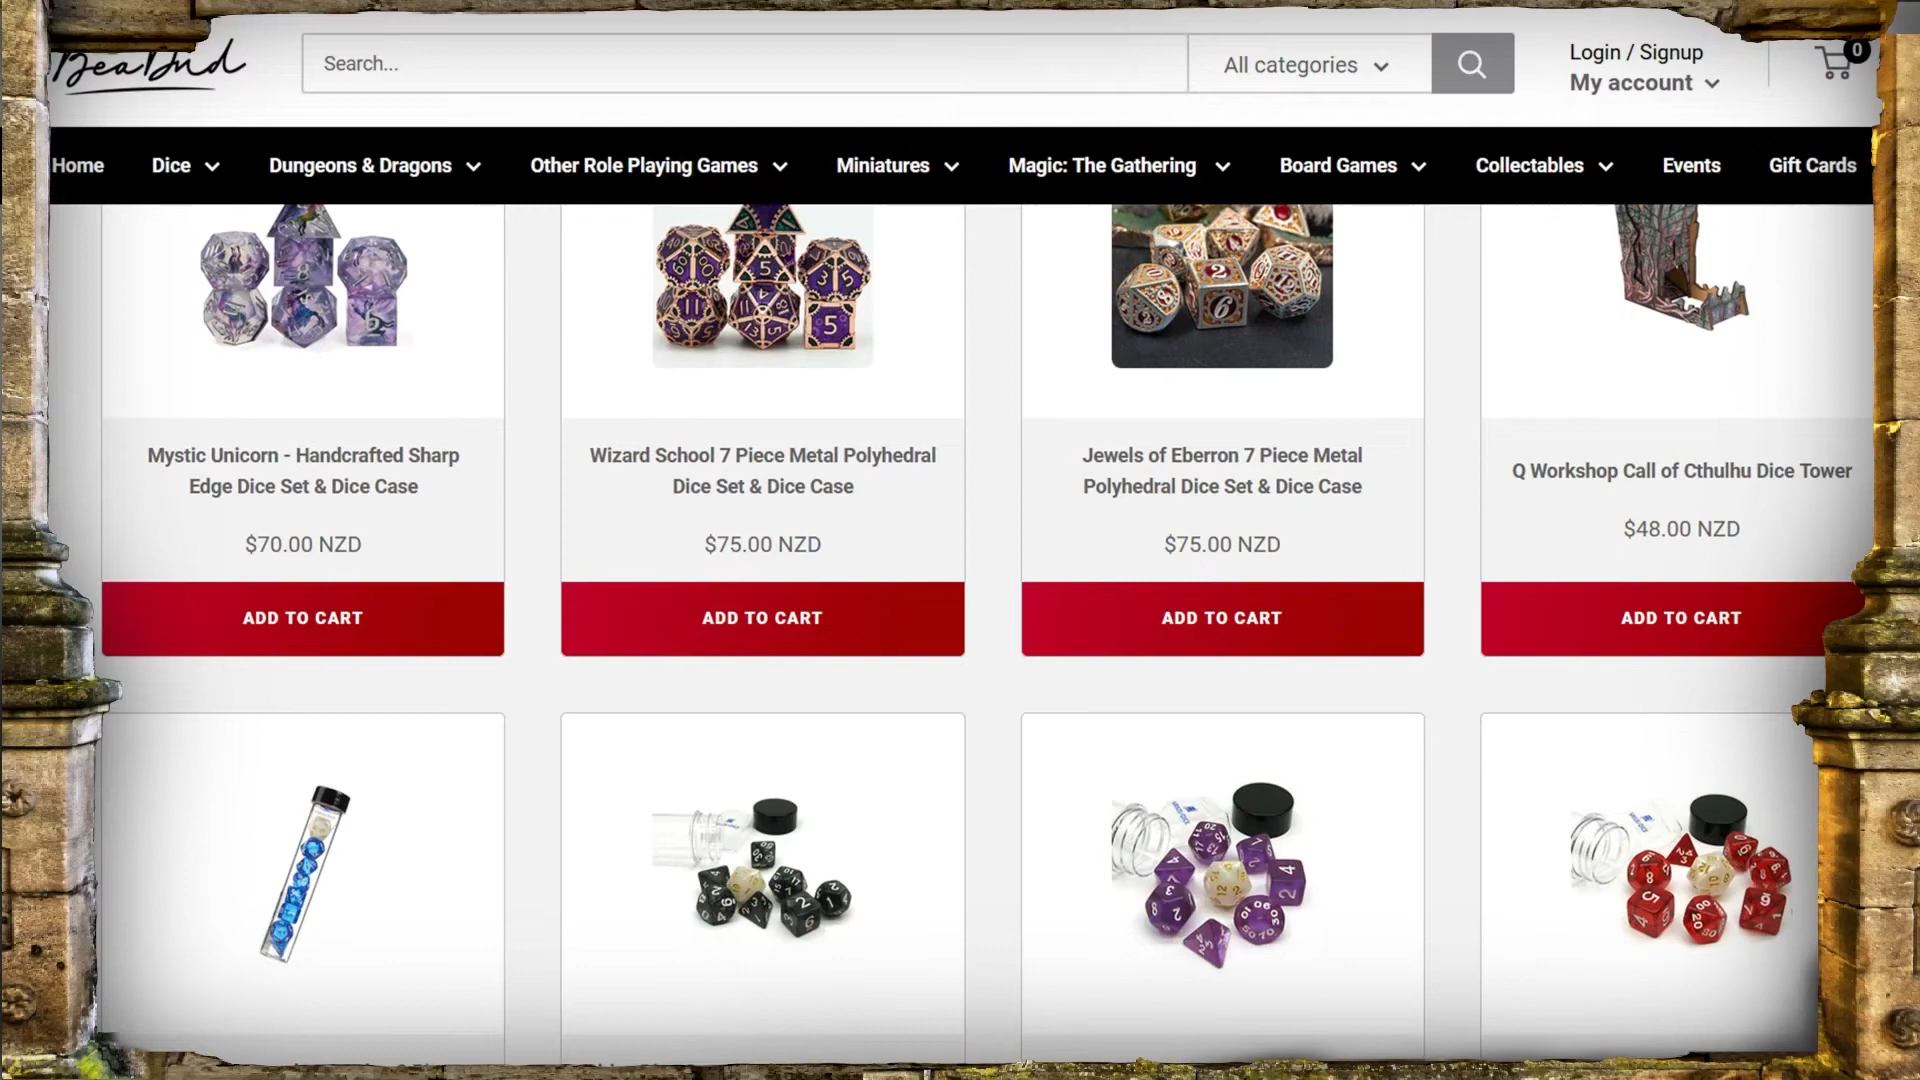 BeaDnd
Search...
All categories
Login / Signup
My account
0
Home
Dice
Dungeons & Dragons
Other Role Playing Games
Miniatures
Magic: The Gathering
Board Games
Collectables
Events
Gift Cards
Mystic Unicorn - Handcrafted Sharp
Edge Dice Set & Dice Case
$70.00 NZD
ADD TO CART
Wizard School 7 Piece Metal Polyhedral
Dice Set & Dice Case
$75.00 NZD
ADD TO CART
Jewels of Eberron 7 Piece Metal
Polyhedral Dice Set & Dice Case
$75.00 NZD
ADD TO CART
Q Workshop Call of Cthulhu Dice Tower
$48.00 NZD
ADD TO CART